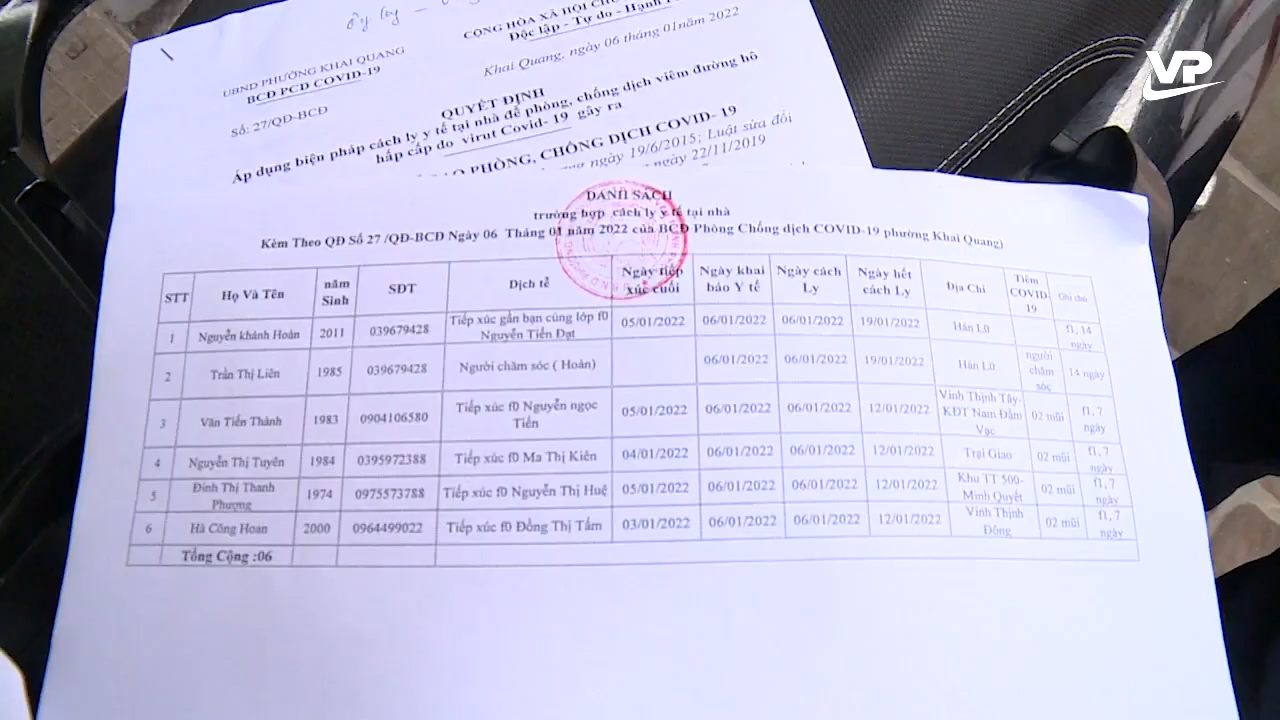 VP
CỘNG HÒA XÃ HỘI CH
Độc lập - Tự do - Hạnh
UBND PHƯỜNG KHAI QUANG
BCĐ PCD COVID-19
Khai Quang, ngày 06 tháng 01năm 2022
Số: 27/QĐ-BCĐ
QUYẾT ĐỊNH
Áp dụng biện pháp cách ly y tế tại nhà để phòng, chống dịch viêm đường hô
hấp cấp do virut Covid- 19 gây ra
PHÒNG, CHỐNG DỊCH COVID- 19
ngày 19/6/2015; Luật sửa đổi
ngày 22/11/2019
DANH SÁCH
trường hợp cách ly y tế tại nhà
Kèm Theo QĐ Số 27 /QĐ-BCĐ Ngày 06 Tháng 01 năm 2022 của BCĐ Phòng Chống dịch COVID-19 phường Khai Quang)
STT Họ Và Tên năm Sinh SĐT Dịch tễ Ngày tiếp xúc cuối Ngày khai báo Y tế Ngày cách Ly Ngày hết cách Ly Địa Chỉ Tiêm COVID-19 Ghi chú
1 Nguyễn khánh Hoàn 2011 039679428 Tiếp xúc gần bạn cùng lớp f0 Nguyễn Tiến Đạt 05/01/2022 06/01/2022 06/01/2022 19/01/2022 Hán Lữ f1, 14 ngày
2 Trần Thị Liên 1985 039679428 Người chăm sóc ( Hoàn) 06/01/2022 06/01/2022 19/01/2022 Hán Lữ người chăm sóc 14 ngày
3 Văn Tiến Thành 1983 0904106580 Tiếp xúc f0 Nguyễn ngọc Tiến 05/01/2022 06/01/2022 06/01/2022 12/01/2022 Vinh Thịnh Tây- KĐT Nam Đầm Vạc 02 mũi f1, 7 ngày
4 Nguyễn Thị Tuyên 1984 0395972388 Tiếp xúc f0 Ma Thị Kiên 04/01/2022 06/01/2022 06/01/2022 12/01/2022 Trại Giao 02 mũi f1, 7 ngày
5 Đinh Thị Thanh Phượng 1974 0975573788 Tiếp xúc f0 Nguyễn Thị Huệ 05/01/2022 06/01/2022 06/01/2022 12/01/2022 Khu TT 500- Minh Quyết 02 mũi f1, 7 ngày
6 Hà Công Hoan 2000 0964499022 Tiếp xúc f0 Đồng Thị Tấm 03/01/2022 06/01/2022 06/01/2022 12/01/2022 Vinh Thịnh Đông 02 mũi f1, 7 ngày
Tổng Cộng :06